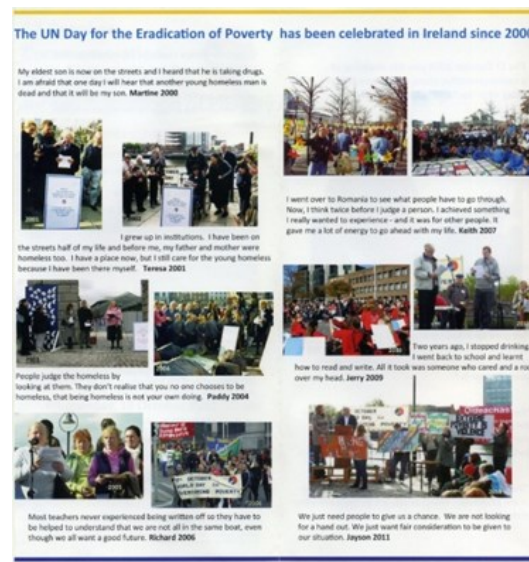 The UN Day for the Eradication of Poverty has been celebrated in Ireland since 200
My eldest son is now on the streets and I heard that he is taking drugs.
I am afraid that one day I will hear that another young homeless man is
dead and that it will be my son. Martine 2000
I grew up in institutions. I have been on
the streets half of my life and before me, my father and mother were
homeless too. I have a place now, but I still care for the young homeless
because I have been there myself. Teresa 2001
People judge the homeless by
looking at them. They don't realise that you no one chooses to be
homeless, that being homeless is not your own doing. Paddy 2004
Most teachers never experienced being written off so they have to
be helped to understand that we are not all in the same boat, even
though we all want a good future. Richard 2006
I went over to Romania to see what people have to go through.
Now, I think twice before I judge a person. I achieved something
I really wanted to experience - and it was for other people. It
gave me a lot of energy to go ahead with my life. Keith 2007
Two years ago, I stopped drinking,
I went back to school and learnt
how to read and write. All it took was someone who cared and a roo
over my head. Jerry 2009
OCTOBER
WORLD DAY
OVERCOMING POVERTY
We just need people to give us a chance. We are not looking
for a hand out. We just want fair consideration to be given to
our situation. Jayson 2011